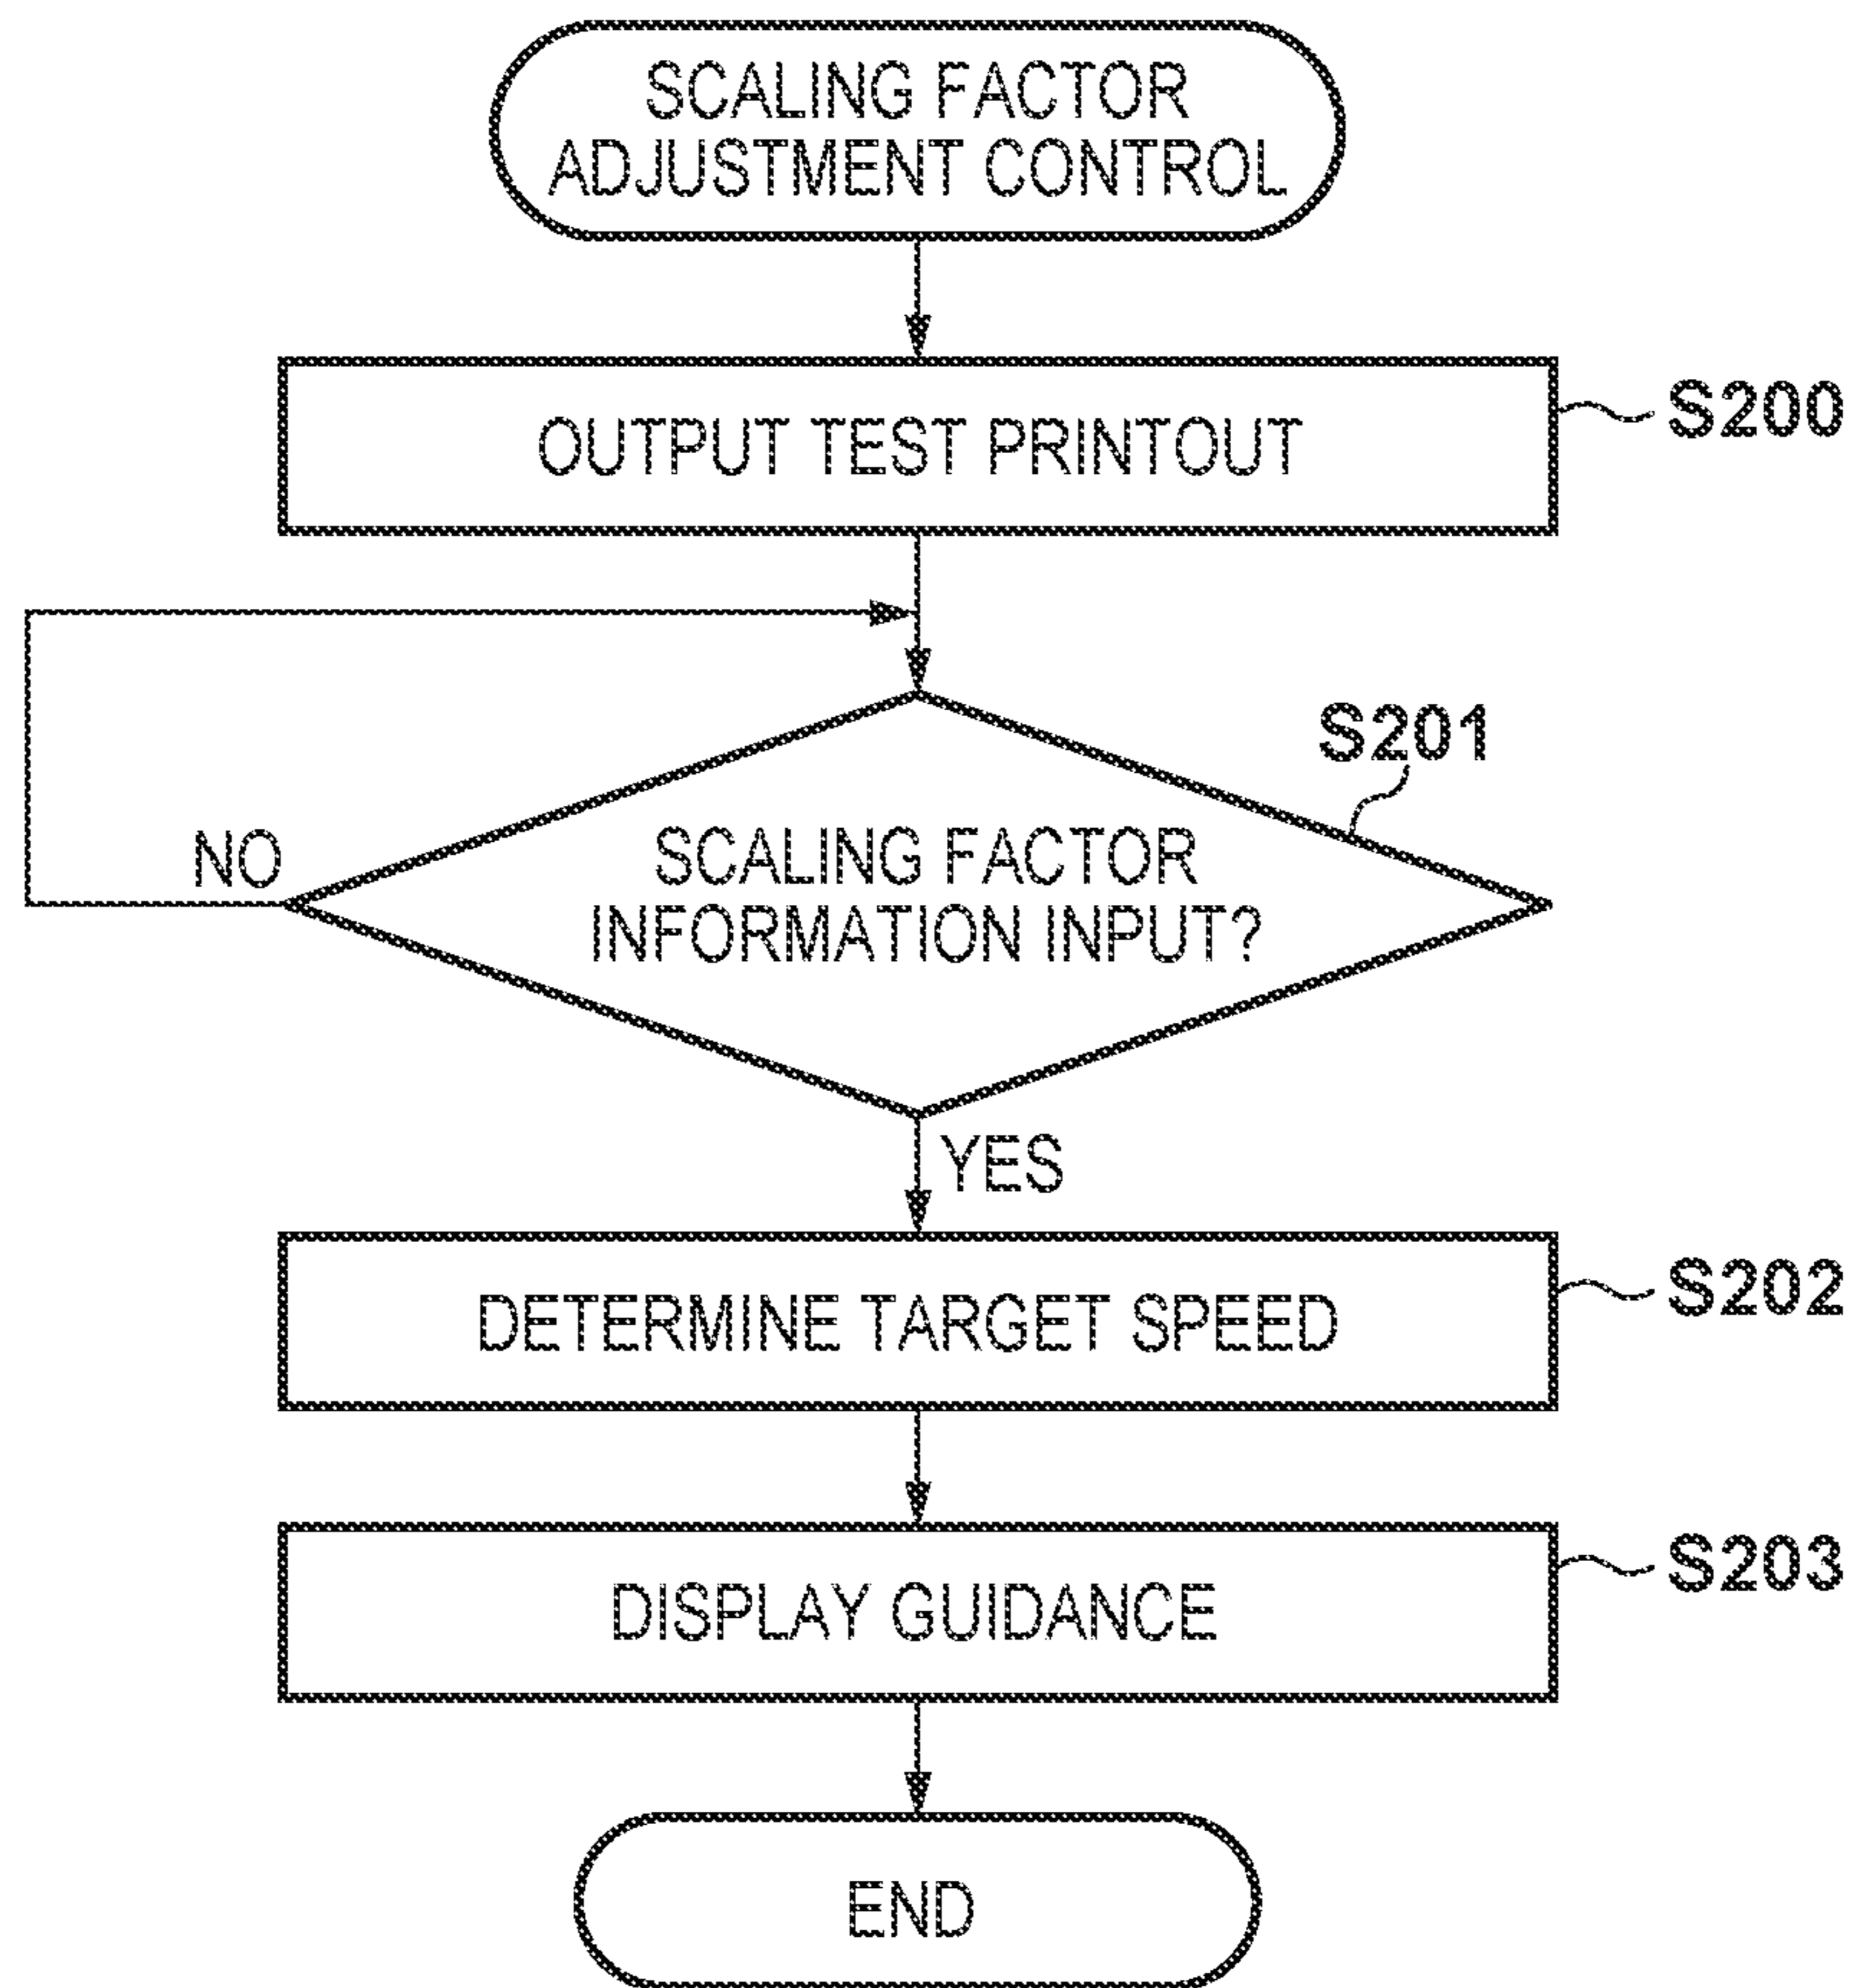 SCALING FACTOR
ADJUSTMENT CONTROL
OUTPUT TEST PRINTOUT
S200
S201
SCALING FACTOR
INFORMATION INPUT?
NO
YES
DETERMINE TARGET SPEED
S202
DISPLAY GUIDANCE
S203
END